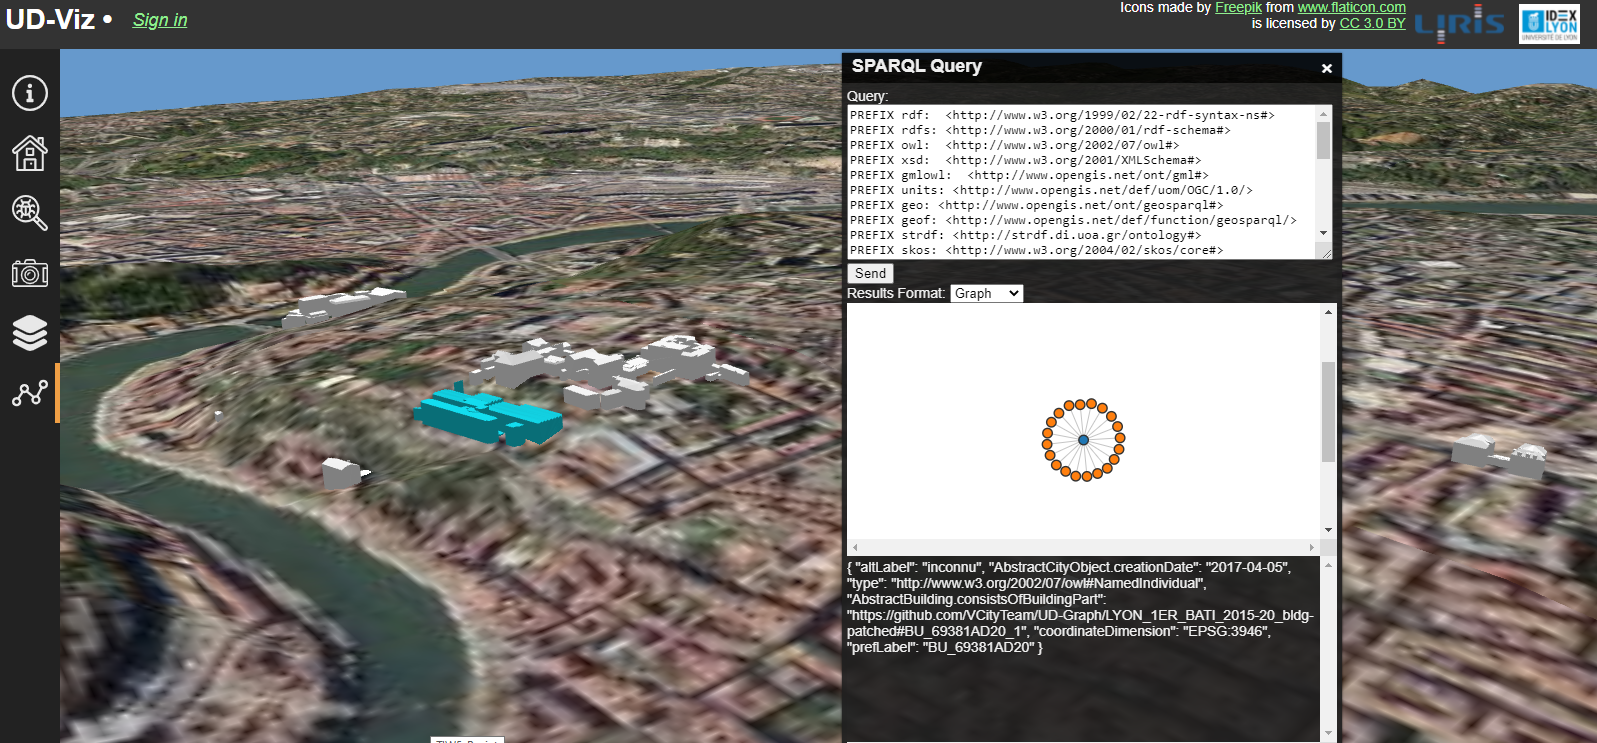 UD-Viz • Sign in
Icons made by Freepik from www.flaticon.com
is licensed by CC 3.0 BY
LIRIS
IDEX
LYON
UNIVERSITÉ DE LYON
SPARQL Query
×
Query:
PREFIX rdf:  <http://www.w3.org/1999/02/22-rdf-syntax-ns#>
PREFIX rdfs: <http://www.w3.org/2000/01/rdf-schema#>
PREFIX owl:  <http://www.w3.org/2002/07/owl#>
PREFIX xsd:  <http://www.w3.org/2001/XMLSchema#>
PREFIX gmlowl:  <http://www.opengis.net/ont/gml#>
PREFIX units: <http://www.opengis.net/def/uom/OGC/1.0/>
PREFIX geo: <http://www.opengis.net/ont/geosparql#>
PREFIX geof: <http://www.opengis.net/def/function/geosparql/>
PREFIX strdf: <http://strdf.di.uoa.gr/ontology#>
PREFIX skos: <http://www.w3.org/2004/02/skos/core#>
Send
Results Format: Graph
{ "altLabel": "inconnu", "AbstractCityObject.creationDate": "2017-04-05",
"type": "http://www.w3.org/2002/07/owl#NamedIndividual",
"AbstractBuilding.consistsOfBuildingPart":
"https://github.com/VCityTeam/UD-Graph/LYON_1ER_BATI_2015-20_bldg-
patched#BU_69381AD20_1", "coordinateDimension": "EPSG:3946",
"prefLabel": "BU_69381AD20" }